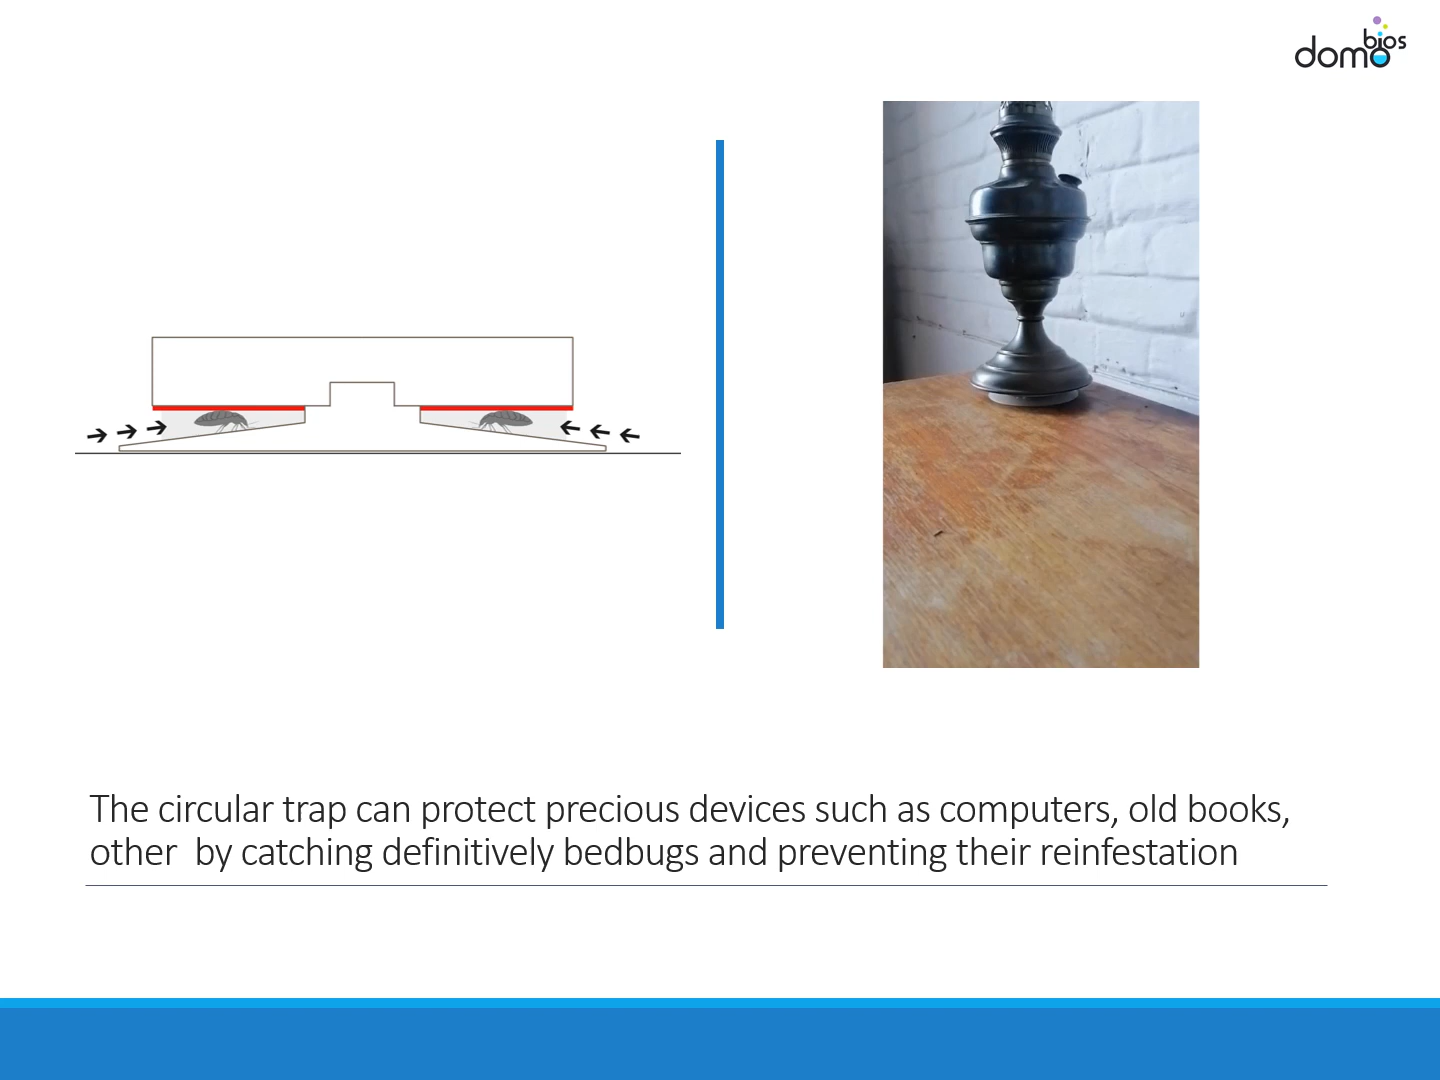 domobios
The circular trap can protect precious devices such as computers, old books,
other  by catching definitively bedbugs and preventing their reinfestation